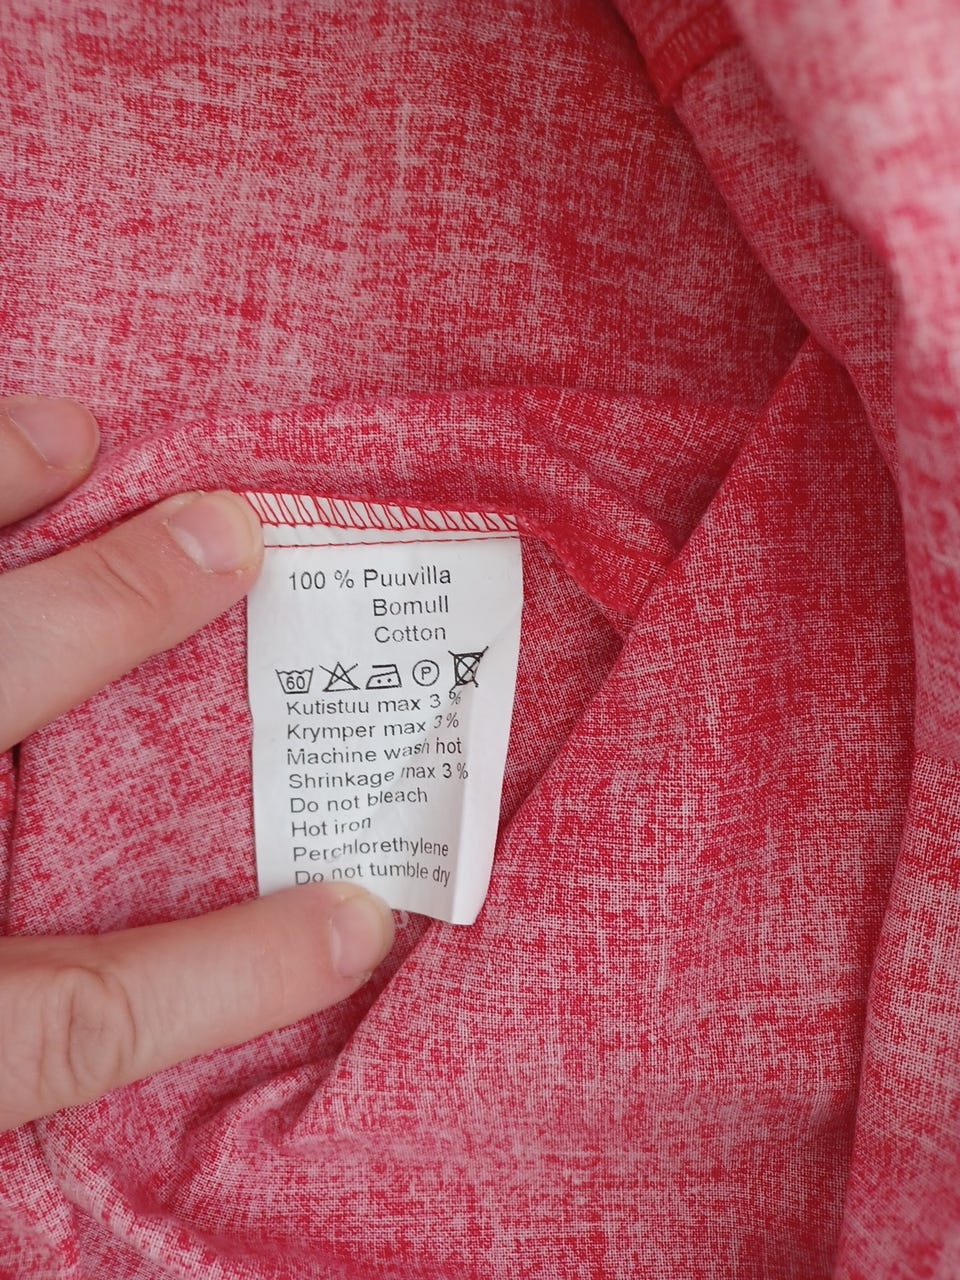 100 % Puuvilla
Bomull
Cotton
60 P
Kutistuu max 3 %
Krymper max 3%
Machine wash hot
Shrinkage max 3 %
Do not bleach
Hot iron
Perchlorethylene
Do not tumble dry